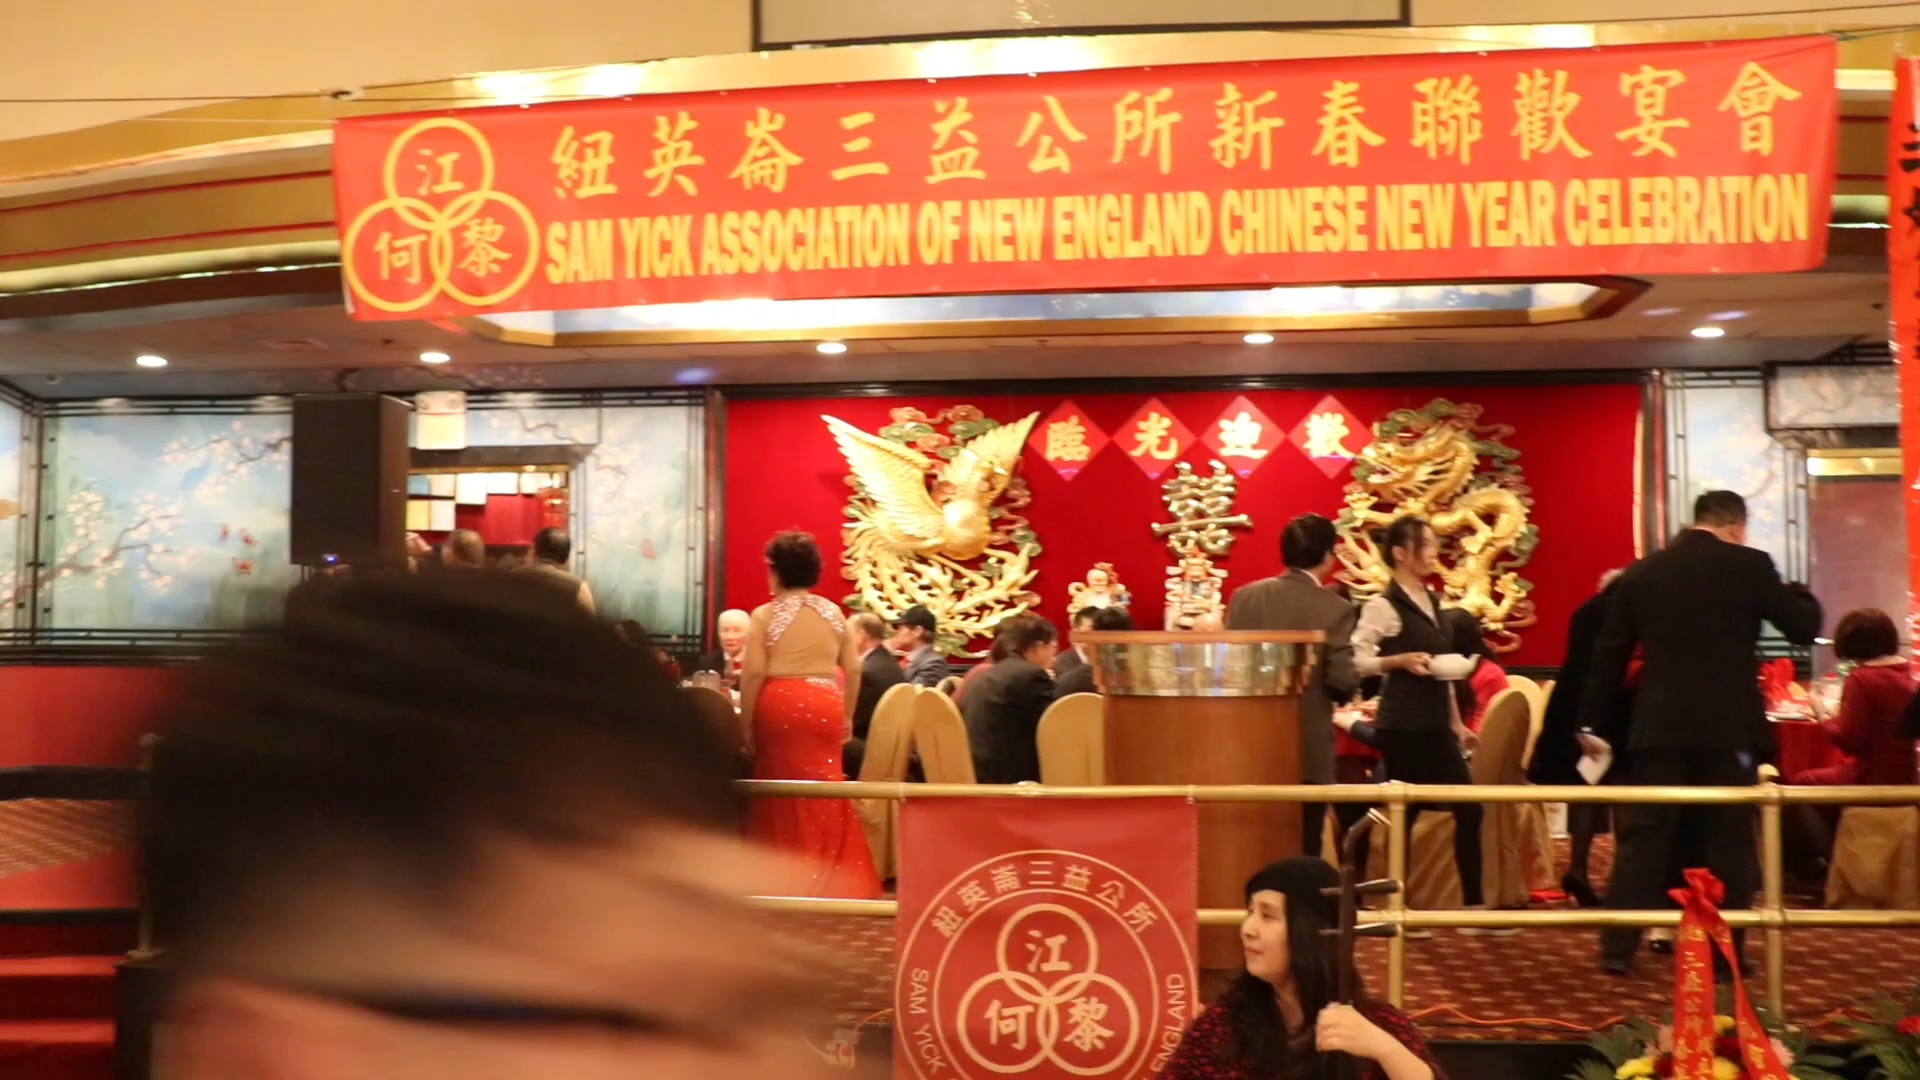 紐英崙三益公所新春聯歡宴會
SAM YICK ASSOCIATION OF NEW ENGLAND CHINESE NEW YEAR CELEBRATION
江
何 黎
臨光迎歡
囍
紐英崙三益公所
江
何 黎
SAM YICK
ENGLAND